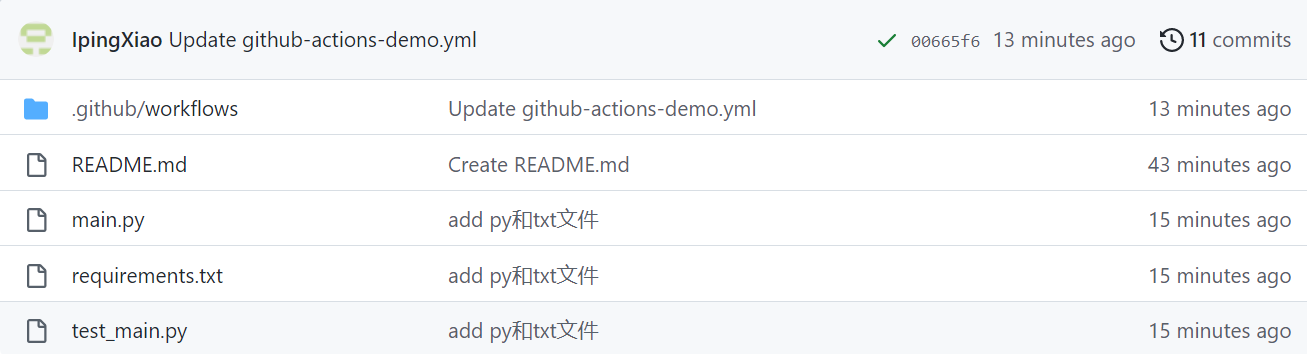 IpingXiao Update github-actions-demo.yml 00665f6 13 minutes ago 11 commits
.github/workflows Update github-actions-demo.yml 13 minutes ago
README.md Create README.md 43 minutes ago
main.py add py和txt文件 15 minutes ago
requirements.txt add py和txt文件 15 minutes ago
test_main.py add py和txt文件 15 minutes ago